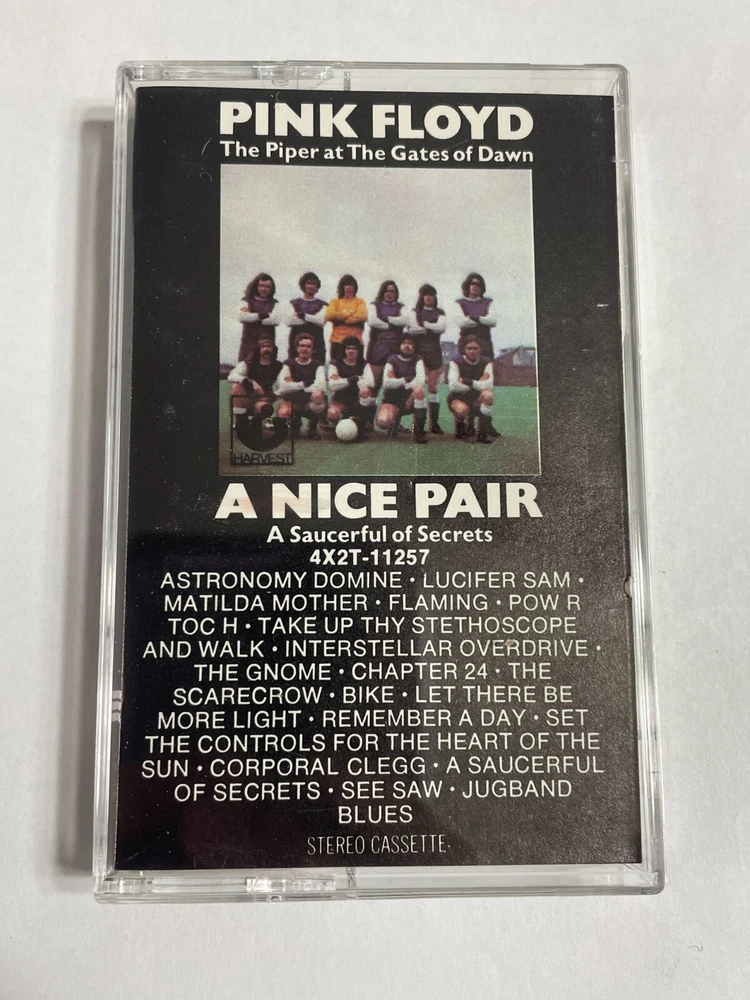 PINK FLOYD
The Piper at The Gates of Dawn
HARVEST
A NICE PAIR
A Saucerful of Secrets
4X2T-11257
ASTRONOMY DOMINE · LUCIFER SAM ·
MATILDA MOTHER · FLAMING · POW R
TOC H · TAKE UP THY STETHOSCOPE
AND WALK · INTERSTELLAR OVERDRIVE ·
THE GNOME · CHAPTER 24 · THE
SCARECROW · BIKE · LET THERE BE
MORE LIGHT · REMEMBER A DAY · SET
THE CONTROLS FOR THE HEART OF THE
SUN · CORPORAL CLEGG · A SAUCERFUL
OF SECRETS · SEE SAW · JUGBAND
BLUES
STEREO CASSETTE